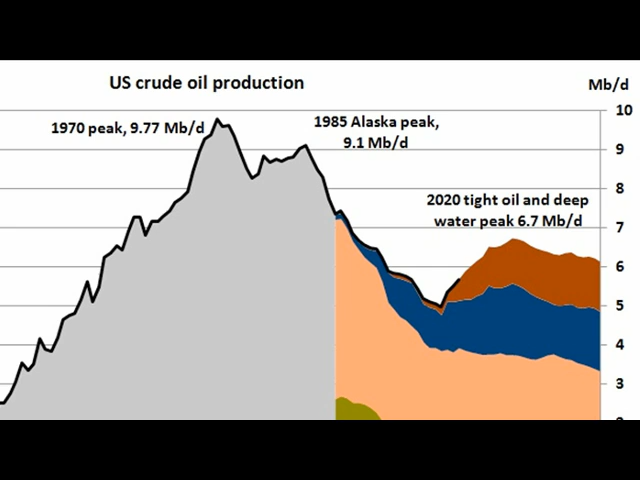 US crude oil production
Mb/d
1970 peak, 9.77 Mb/d
1985 Alaska peak,
9.1 Mb/d
2020 tight oil and deep
water peak 6.7 Mb/d
10
9
8
7
6
5
4
3